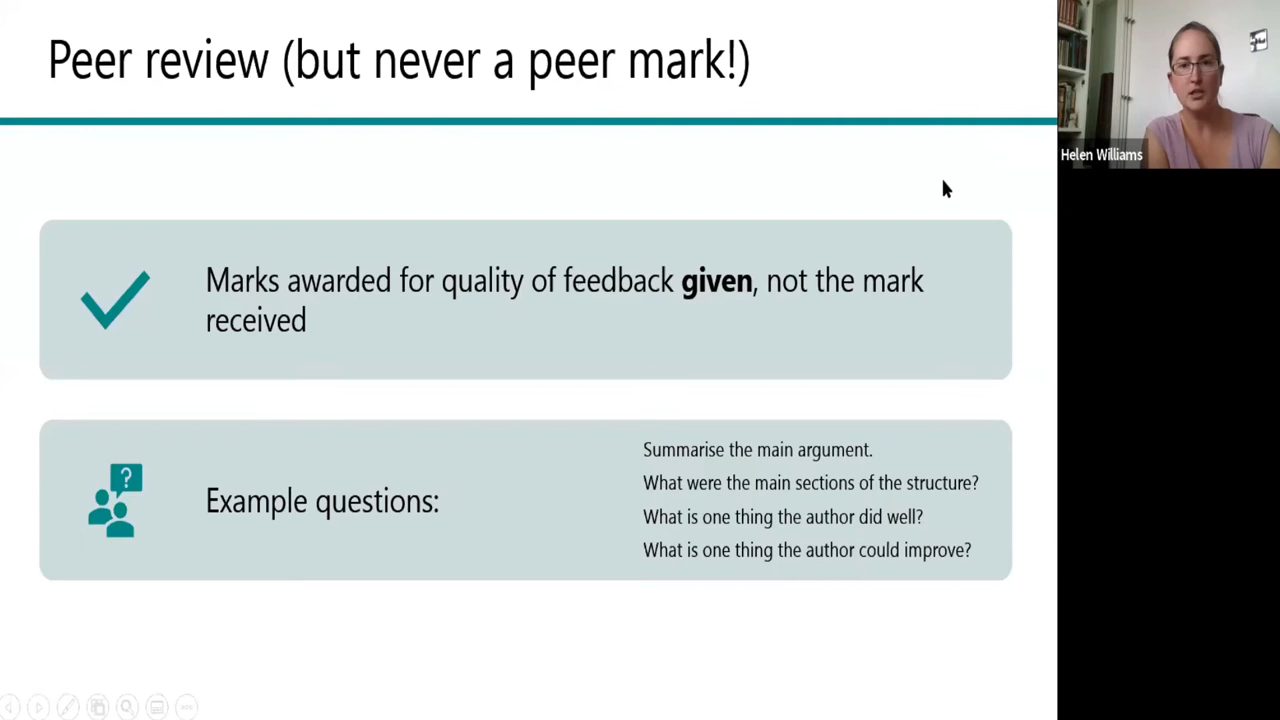 Peer review (but never a peer mark!)
Helen Williams
Marks awarded for quality of feedback given, not the mark
received
?
Example questions:
Summarise the main argument.
What were the main sections of the structure?
What is one thing the author did well?
What is one thing the author could improve?